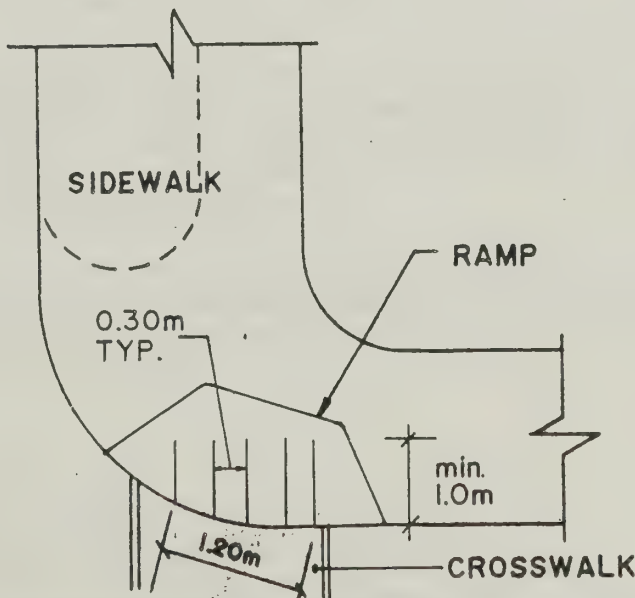 SIDEWALK
RAMP
0.30m
TYP.
min.
1.0m
1.20m
CROSSWALK